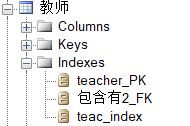 教师
Columns
Keys
Indexes
teacher_PK
包含有2_FK
teac_index